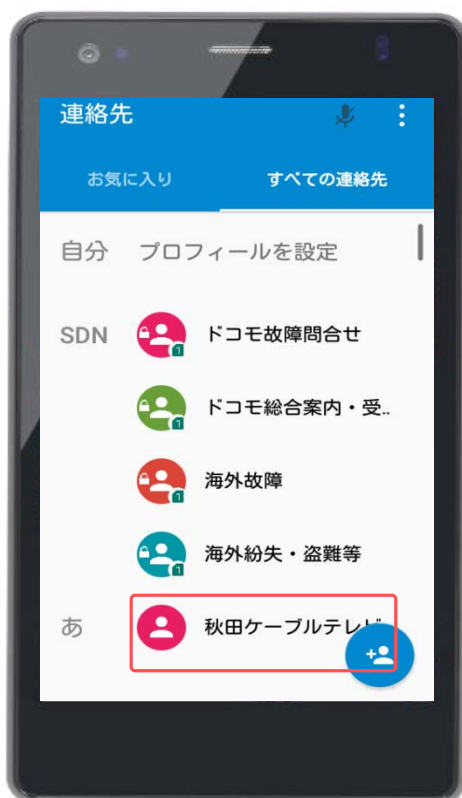 連絡先
お気に入り すべての連絡先
自分 プロフィールを設定
SDN ドコモ故障問合せ
ドコモ総合案内・受..
海外故障
海外紛失・盗難等
あ 秋田ケーブルテレビ